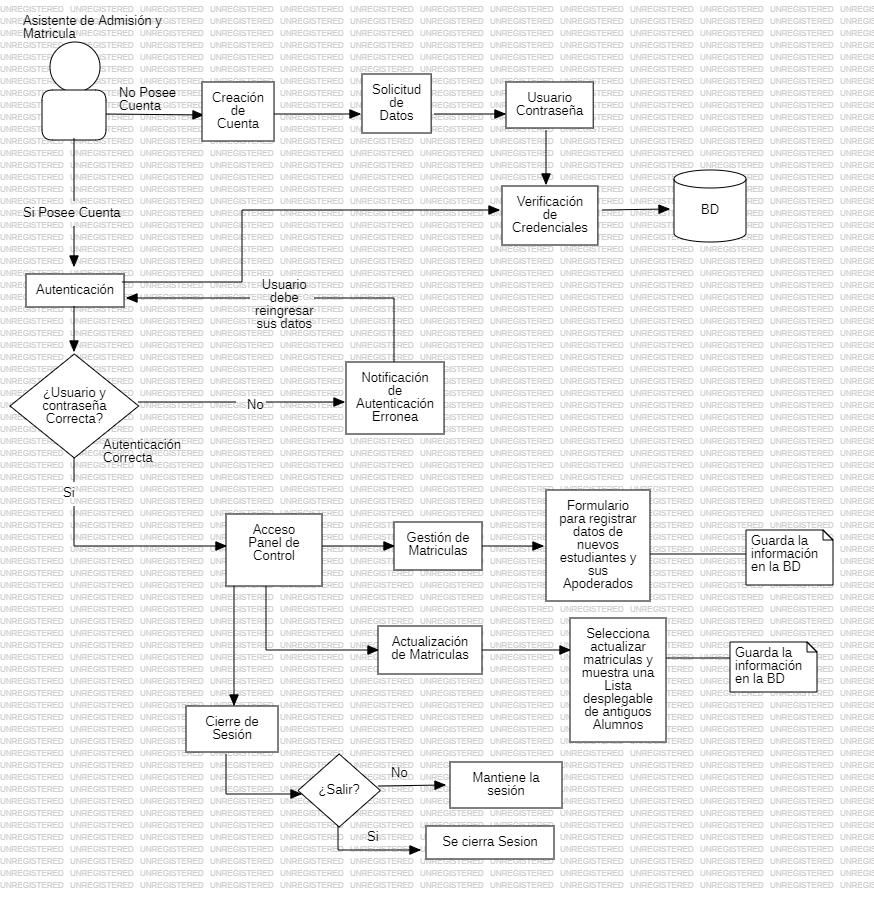 Asistente de Admisión y
Matricula
No Posee
Cuenta
Creación
de
Cuenta
Solicitud
de
Datos
Usuario
Contraseña
Si Posee Cuenta
Verificación
de
Credenciales
BD
Autenticación
Usuario
debe
reingresar
sus datos
¿Usuario y
contraseña
Correcta?
No
Notificación
de
Autenticación
Erronea
Autenticación
Correcta
Si
Acceso
Panel de
Control
Gestión de
Matriculas
Formulario
para registrar
datos de
nuevos
estudiantes y
sus
Apoderados
Guarda la
información
en la BD
Actualización
de Matriculas
Selecciona
actualizar
matriculas y
muestra una
Lista
desplegable
de antiguos
Alumnos
Guarda la
información
en la BD
Cierre de
Sesión
¿Salir?
No
Mantiene la
sesión
Si
Se cierra Sesion
UNREGISTERED